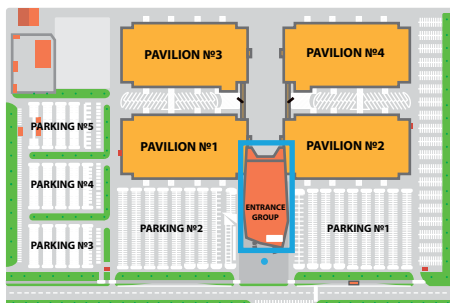 PAVILION №3
PAVILION №4
PARKING №5
PAVILION №1
PAVILION №2
PARKING №4
ENTRANCE
GROUP
PARKING №2
PARKING №1
PARKING №3